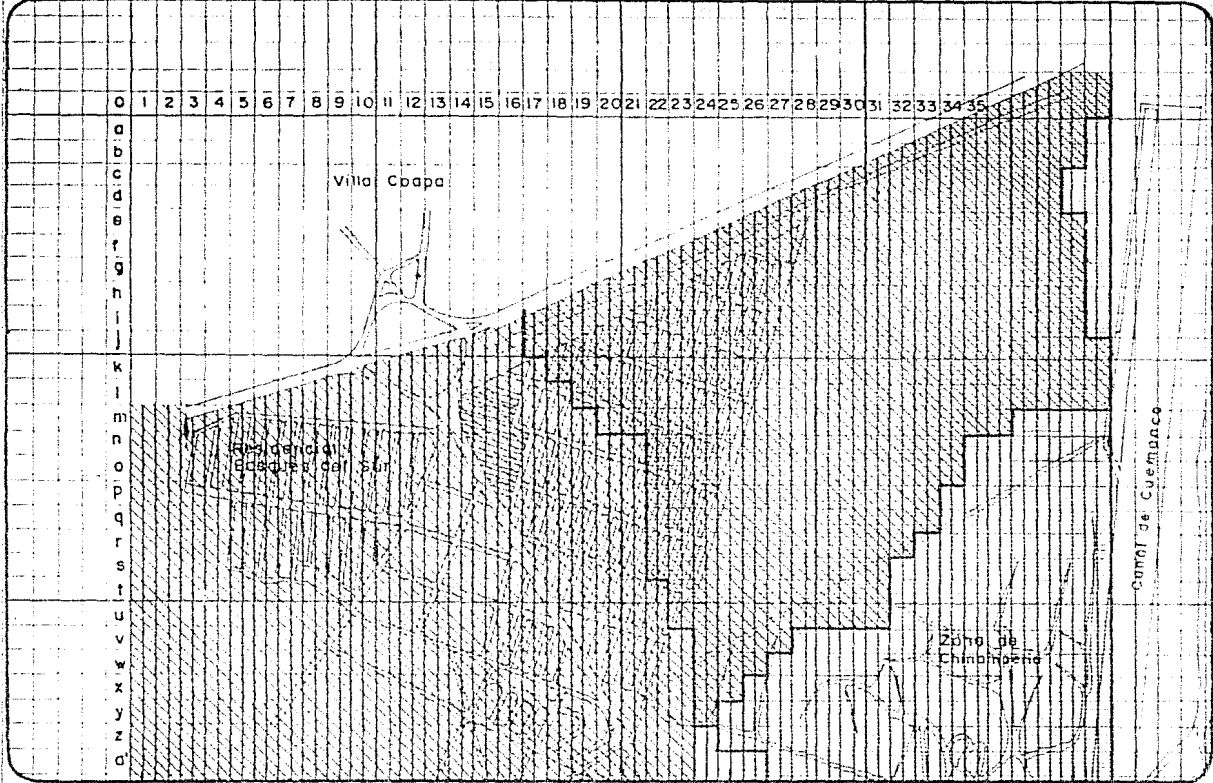 0 1 2 3 4 5 6 7 8 9 10 11 12 13 14 15 16 17 18 19 20 21 22 23 24 25 26 27 28 29 30 31 32 33 34 35
a
b
c
d
e
f
g
h
i
j
k
l
m
n
o
p
q
r
s
t
u
v
w
x
y
z
a'
Villa Coapa
Residencial
Bosques del Sur
Canal de Cuemanco
Zona de
Chinampería